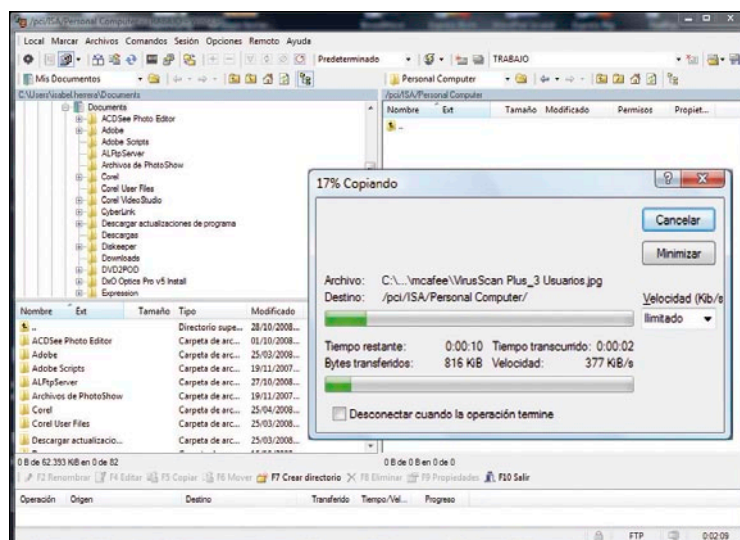 /pci/ISA/Personal Computer - TRABAJO
Local Marcar Archivos Comandos Sesión Opciones Remoto Ayuda
Predeterminado TRABAJO
Mis Documentos Personal Computer
C:\Users\isabel.herrera\Documents /pci/ISA/Personal Computer
Documents
ACDSee Photo Editor
Adobe
Adobe Scripts
ALFtpServer
Archivos de PhotoShow
Corel
Corel User Files
Corel VideoStudio
CyberLink
Descargar actualizaciones de programa
Descargas
Diskeeper
Downloads
DVD2POD
DxO Optics Pro v5 Install
Expression
Nombre Ext Tamaño Modificado Permisos Propiet...
..
17% Copiando
Cancelar
Minimizar
Archivo: C:\...\mcafee\VirusScan Plus_3 Usuarios.jpg
Destino: /pci/ISA/Personal Computer/
Velocidad (Kib/s
Ilimitado
Tiempo restante: 0:00:10 Tiempo transcurrido: 0:00:02
Bytes transferidos: 816 KiB Velocidad: 377 KiB/s
Desconectar cuando la operación termine
Nombre Ext Tamaño Tipo Modificado
.. Directorio supe... 28/10/2008...
ACDSee Photo Editor Carpeta de arc... 01/10/2008...
Adobe Carpeta de arc... 25/03/2008...
Adobe Scripts Carpeta de arc... 19/11/2007...
ALFtpServer Carpeta de arc... 27/10/2008...
Archivos de PhotoShow Carpeta de arc... 19/11/2007...
Corel Carpeta de arc... 25/04/2008...
Corel User Files Carpeta de arc... 25/03/2008...
Descargar actualizacio... Carpeta de arc... 25/03/2008...
0 B de 62.393 KiB en 0 de 82 0 B de 0 B en 0 de 0
F2 Renombrar F4 Editar F5 Copiar F6 Mover F7 Crear directorio F8 Eliminar F9 Propiedades F10 Salir
Operación Origen Destino Transferido Tiempo/Vel... Progreso
FTP 0:02:09